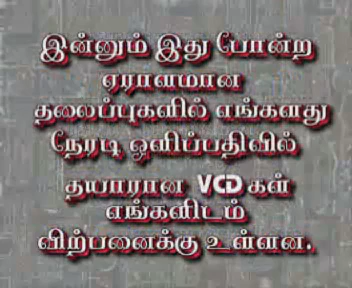 இன்னும் இது போன்ற
ஏராளமான
தலைப்புகளில் எங்களது
நேரடி ஒளிப்பதிவில்
தயாரான VCD கள்
எங்களிடம்
விற்பனைக்கு உள்ளன.